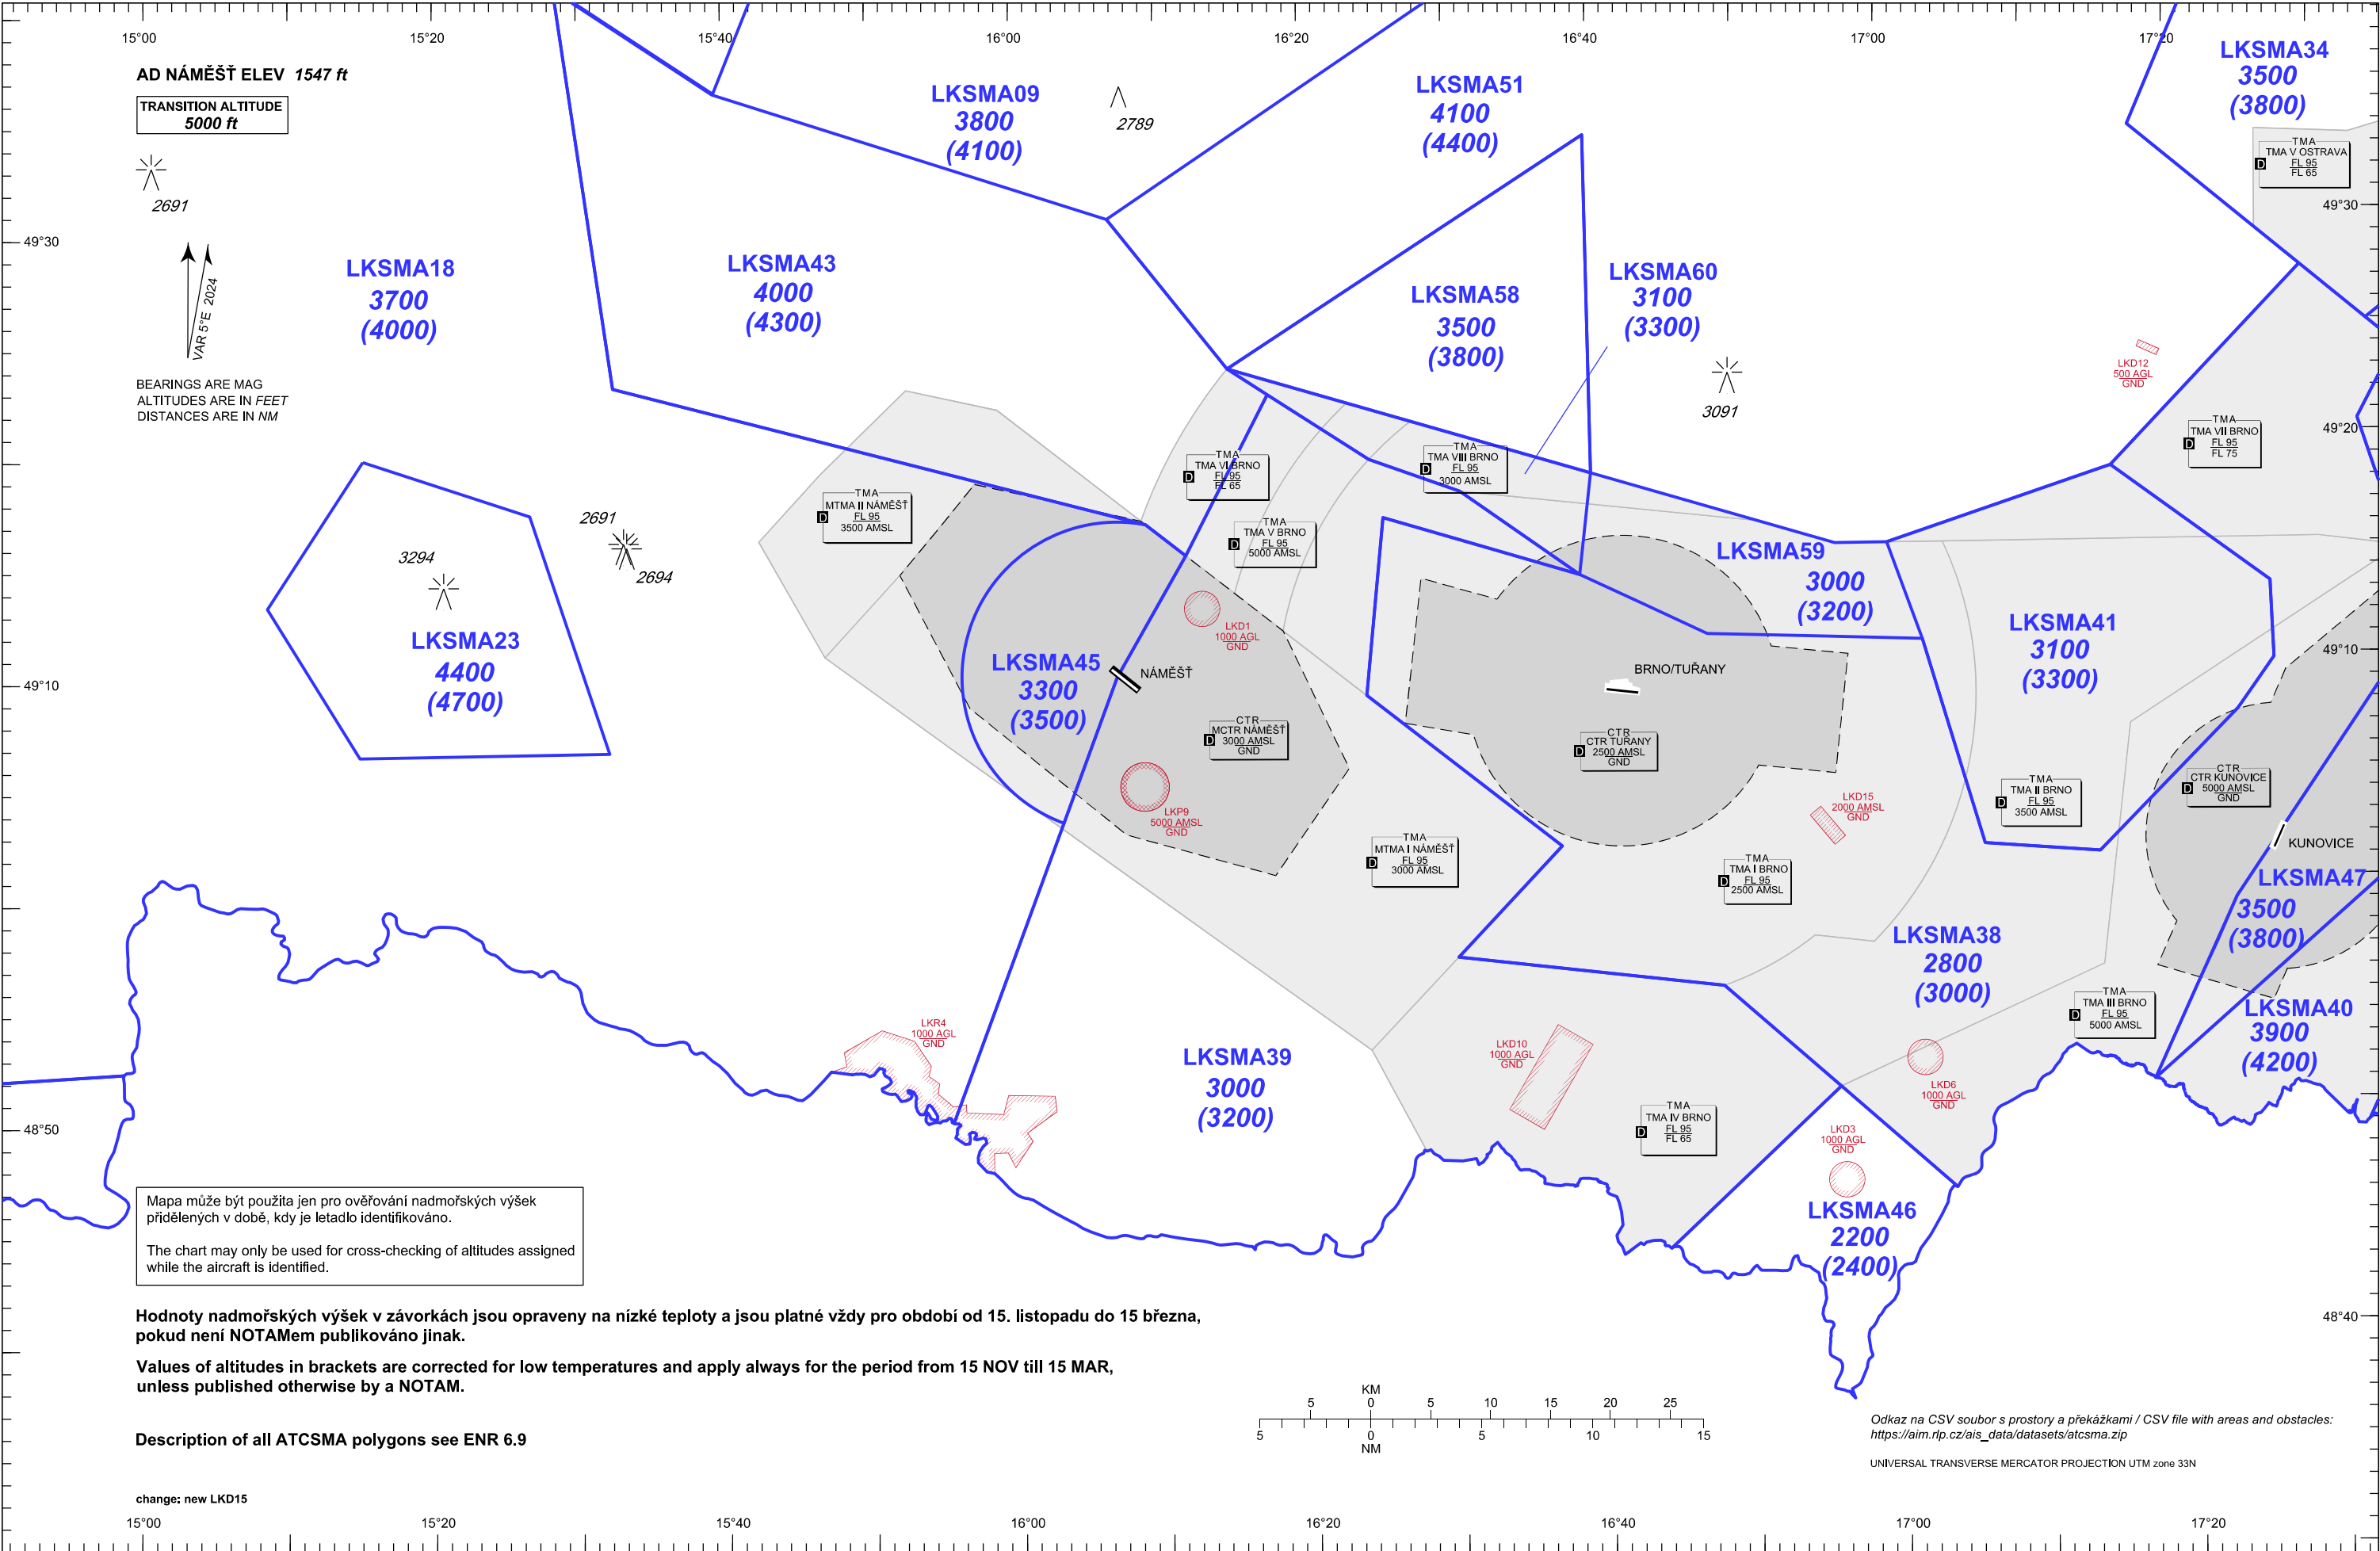 15°00
15°20
15°40
16°00
16°20
16°40
17°00
17°20
AD NÁMĚŠŤ ELEV 1547 ft
TRANSITION ALTITUDE
5000 ft
2691
VAR 5°E 2024
BEARINGS ARE MAG
ALTITUDES ARE IN FEET
DISTANCES ARE IN NM
49°30
49°10
48°50
LKSMA18
3700
(4000)
LKSMA09
3800
(4100)
2789
LKSMA51
4100
(4400)
LKSMA34
3500
(3800)
TMA
TMA V OSTRAVA
D
FL 95
FL 65
49°30
LKSMA43
4000
(4300)
LKSMA58
3500
(3800)
LKSMA60
3100
(3300)
3091
LKD12
500 AGL
GND
TMA
TMA VII BRNO
D
FL 95
FL 75
49°20
TMA
TMA VI BRNO
D
FL 95
FL 65
TMA
TMA VIII BRNO
D
FL 95
3000 AMSL
TMA
MTMA II NÁMĚŠŤ
D
FL 95
3500 AMSL
TMA
TMA V BRNO
D
FL 95
5000 AMSL
2691
2694
3294
LKSMA23
4400
(4700)
LKSMA59
3000
(3200)
LKSMA41
3100
(3300)
49°10
LKD1
1000 AGL
GND
LKSMA45
3300
(3500)
NÁMĚŠŤ
BRNO/TUŘANY
CTR
MCTR NÁMĚŠŤ
D
3000 AMSL
GND
CTR
CTR TUŘANY
D
2500 AMSL
GND
LKP9
5000 AMSL
GND
LKD15
2000 AMSL
GND
TMA
TMA II BRNO
D
FL 95
3500 AMSL
CTR
CTR KUNOVICE
D
5000 AMSL
GND
KUNOVICE
TMA
MTMA I NÁMĚŠŤ
D
FL 95
3000 AMSL
TMA
TMA I BRNO
D
FL 95
2500 AMSL
LKSMA47
3500
(3800)
LKSMA38
2800
(3000)
TMA
TMA III BRNO
D
FL 95
5000 AMSL
LKSMA40
3900
(4200)
LKR4
1000 AGL
GND
LKSMA39
3000
(3200)
LKD10
1000 AGL
GND
LKD6
1000 AGL
GND
TMA
TMA IV BRNO
D
FL 95
FL 65
LKD3
1000 AGL
GND
LKSMA46
2200
(2400)
48°40
Mapa může být použita jen pro ověřování nadmořských výšek
přidělených v době, kdy je letadlo identifikováno.
The chart may only be used for cross-checking of altitudes assigned
while the aircraft is identified.
Hodnoty nadmořských výšek v závorkách jsou opraveny na nízké teploty a jsou platné vždy pro období od 15. listopadu do 15 března,
pokud není NOTAMem publikováno jinak.
Values of altitudes in brackets are corrected for low temperatures and apply always for the period from 15 NOV till 15 MAR,
unless published otherwise by a NOTAM.
Description of all ATCSMA polygons see ENR 6.9
KM
5 0 5 10 15 20 25
5 0 5 10 15
NM
Odkaz na CSV soubor s prostory a překážkami / CSV file with areas and obstacles:
https://aim.rlp.cz/ais_data/datasets/atcsma.zip
UNIVERSAL TRANSVERSE MERCATOR PROJECTION UTM zone 33N
change: new LKD15
15°00
15°20
15°40
16°00
16°20
16°40
17°00
17°20